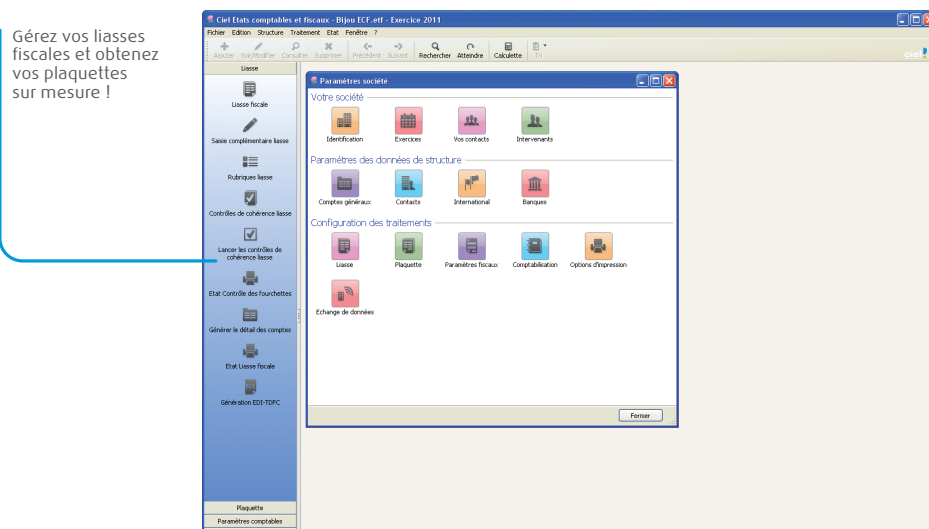 Gérez vos liasses
fiscales et obtenez
vos plaquettes
sur mesure !
Ciel Etats comptables et fiscaux - Bijou ECF.etf - Exercice 2011
Fichier Edition Structure Traitement Etat Fenêtre ?
Ajouter Voir/Modifier Consulter Supprimer Précédent Suivant Rechercher Atteindre Calculette Tri
ciel!
Liasse
Liasse fiscale
Saisie complémentaire liasse
Rubriques liasse
Contrôles de cohérence liasse
Lancer les contrôles de
cohérence liasse
Etat Contrôle des fourchettes
Générer le détail des comptes
Etat Liasse fiscale
Génération EDI-TDFC
Plaquette
Paramètres comptables
Paramètres société
Votre société
Identification Exercices Vos contacts Intervenants
Paramètres des données de structure
Comptes généraux Contacts International Banques
Configuration des traitements
Liasse Plaquette Paramètres fiscaux Comptabilisation Options d'impression
Echange de données
Fermer